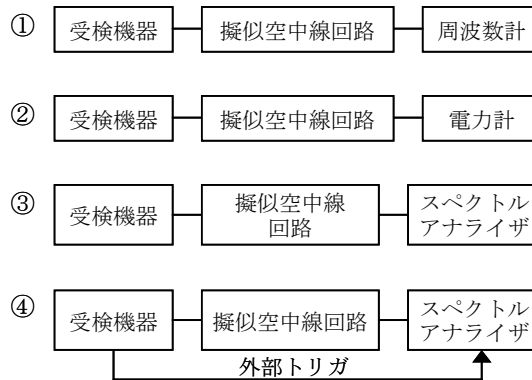 ① 受検機器 擬似空中線回路 周波数計
② 受検機器 擬似空中線回路 電力計
③ 受検機器 擬似空中線 スペクトル
回路 アナライザ
④ 受検機器 擬似空中線回路 スペクトル
アナライザ
外部トリガ